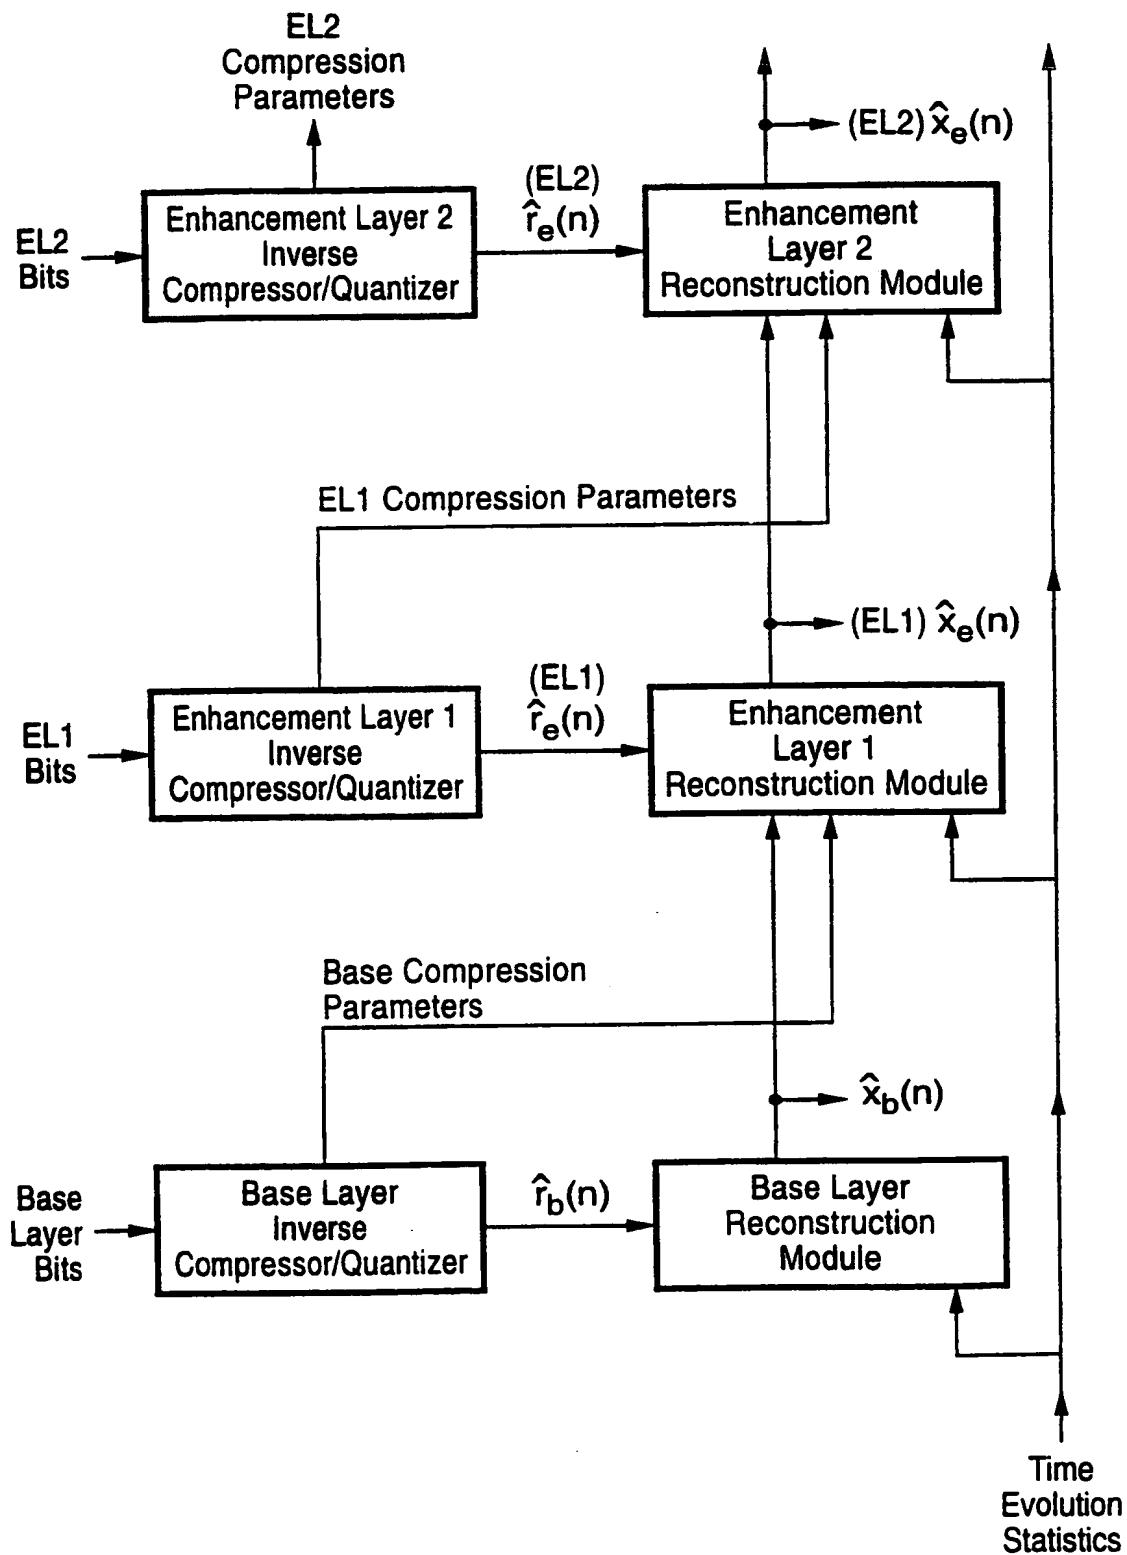 EL2
Compression
Parameters
(EL2) x̂e(n)
Enhancement Layer 2
Inverse
Compressor/Quantizer
(EL2)
r̂e(n)
Enhancement
Layer 2
Reconstruction Module
EL2
Bits
EL1 Compression Parameters
(EL1) x̂e(n)
Enhancement Layer 1
Inverse
Compressor/Quantizer
(EL1)
r̂e(n)
Enhancement
Layer 1
Reconstruction Module
EL1
Bits
Base Compression
Parameters
x̂b(n)
Base Layer
Inverse
Compressor/Quantizer
r̂b(n)
Base Layer
Reconstruction
Module
Base
Layer
Bits
Time
Evolution
Statistics